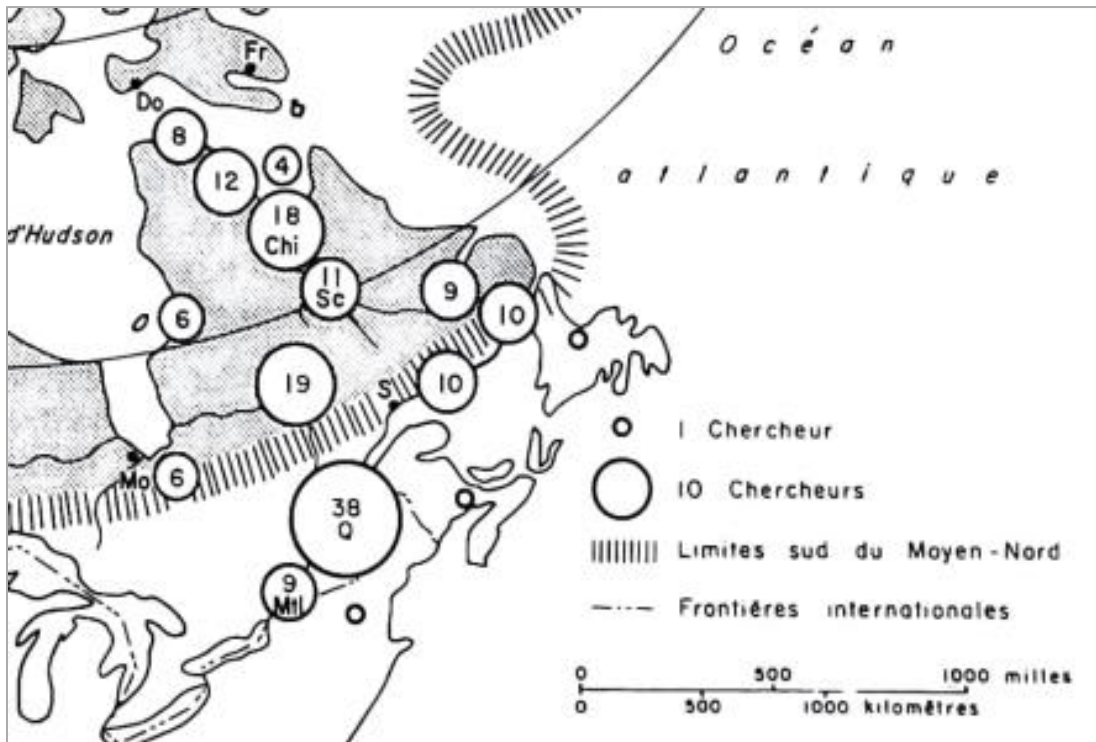 Océan
atlantique
Fr
Do
8
4
12
18
Chi
d'Hudson
11
Sc
9
6
10
19
10
S
Mo
6
38
Q
9
Mtl
1 Chercheur
10 Chercheurs
Limites sud du Moyen-Nord
Frontiéres internationales
0 500 1000 milles
0 500 1000 kilomêtres